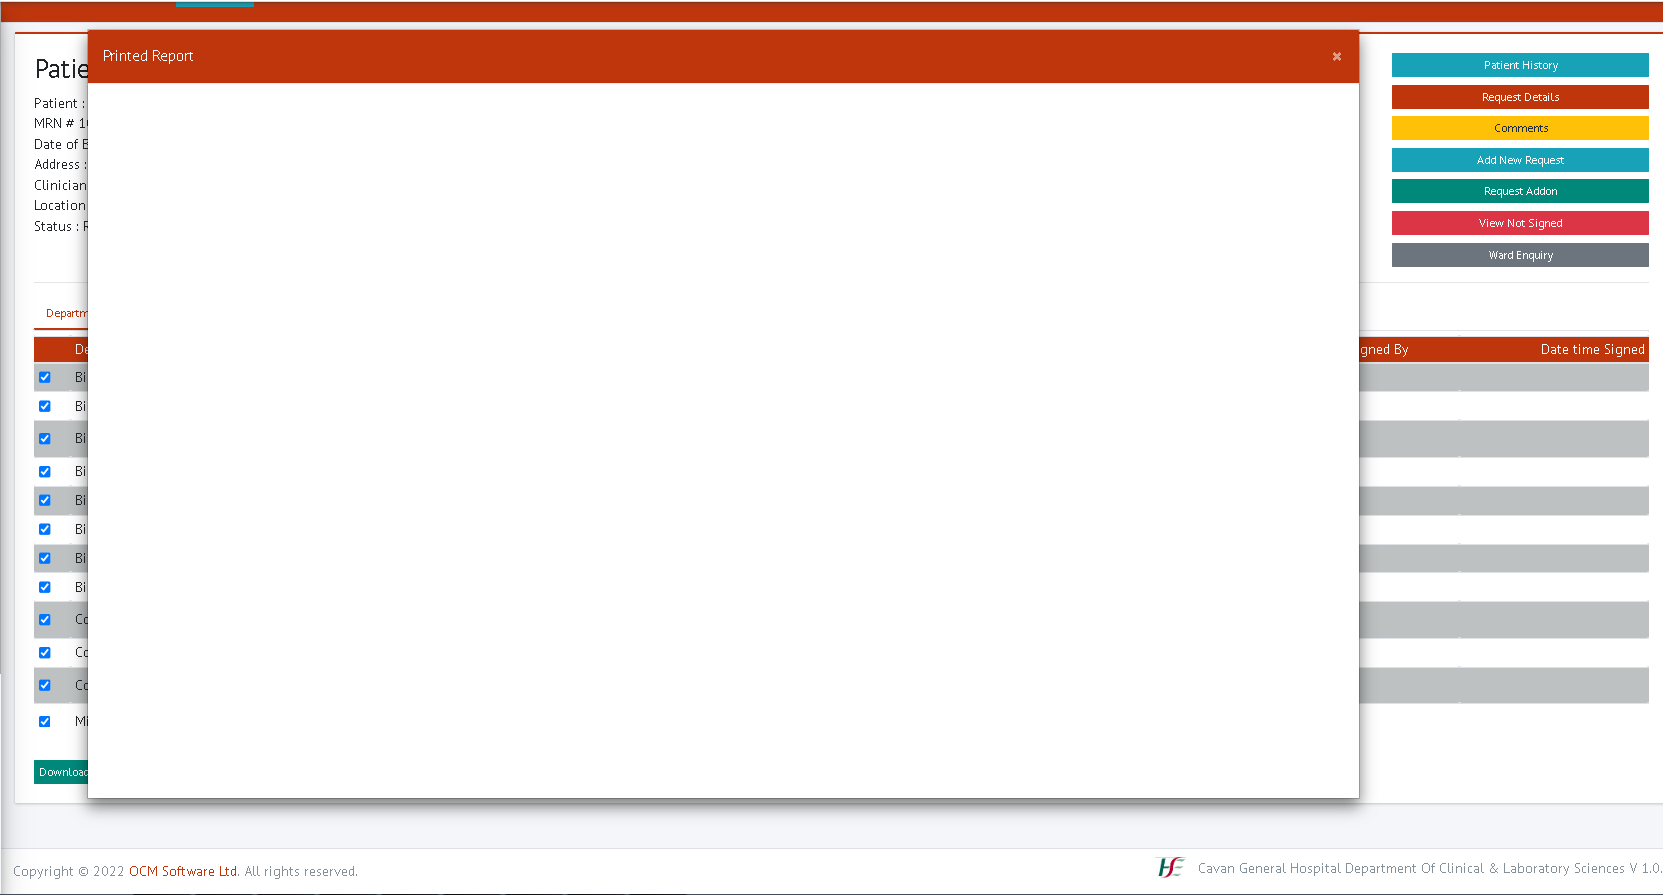 Printed Report ×
Patie
Patient :
MRN # 1
Date of B
Address :
Clinician
Location
Status : R
Patient History
Request Details
Comments
Add New Request
Request Addon
View Not Signed
Ward Enquiry
Departm
De gned By Date time Signed
Bi
Bi
Bi
Bi
Bi
Bi
Bi
Bi
Co
Co
Co
Mi
Download
Copyright © 2022 OCM Software Ltd. All rights reserved.
HSE Cavan General Hospital Department Of Clinical & Laboratory Sciences V 1.0.